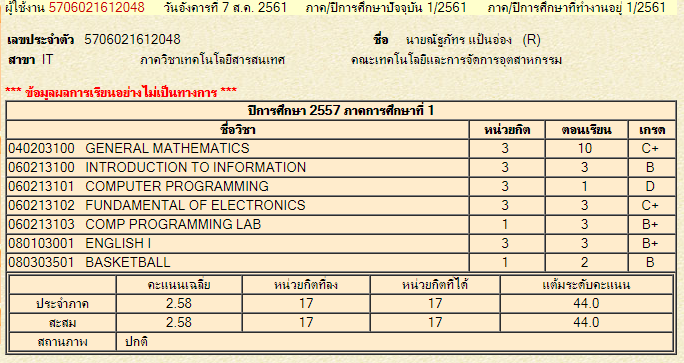 ผู้ใช้งาน 5706021612048 วันอังคารที่ 7 ส.ค. 2561 ภาค/ปีการศึกษาปัจจุบัน 1/2561 ภาค/ปีการศึกษาที่ทำงานอยู่ 1/2561
เลขประจำตัว 5706021612048 ชื่อ นายณัฐภัทร แป้นอ่อง (R)
สาขา IT ภาควิชาเทคโนโลยีสารสนเทศ คณะเทคโนโลยีและการจัดการอุตสาหกรรม
*** ข้อมูลผลการเรียนอย่างไม่เป็นทางการ ***
ปีการศึกษา 2557 ภาคการศึกษาที่ 1
ชื่อวิชา หน่วยกิต ตอนเรียน เกรด
040203100 GENERAL MATHEMATICS 3 10 C+
060213100 INTRODUCTION TO INFORMATION 3 3 B
060213101 COMPUTER PROGRAMMING 3 1 D
060213102 FUNDAMENTAL OF ELECTRONICS 3 3 C+
060213103 COMP PROGRAMMING LAB 1 3 B+
080103001 ENGLISH I 3 3 B+
080303501 BASKETBALL 1 2 B
คะแนนเฉลี่ย หน่วยกิตที่ลง หน่วยกิตที่ได้ แต้มระดับคะแนน
ประจำภาค 2.58 17 17 44.0
สะสม 2.58 17 17 44.0
สถานภาพ ปกติ